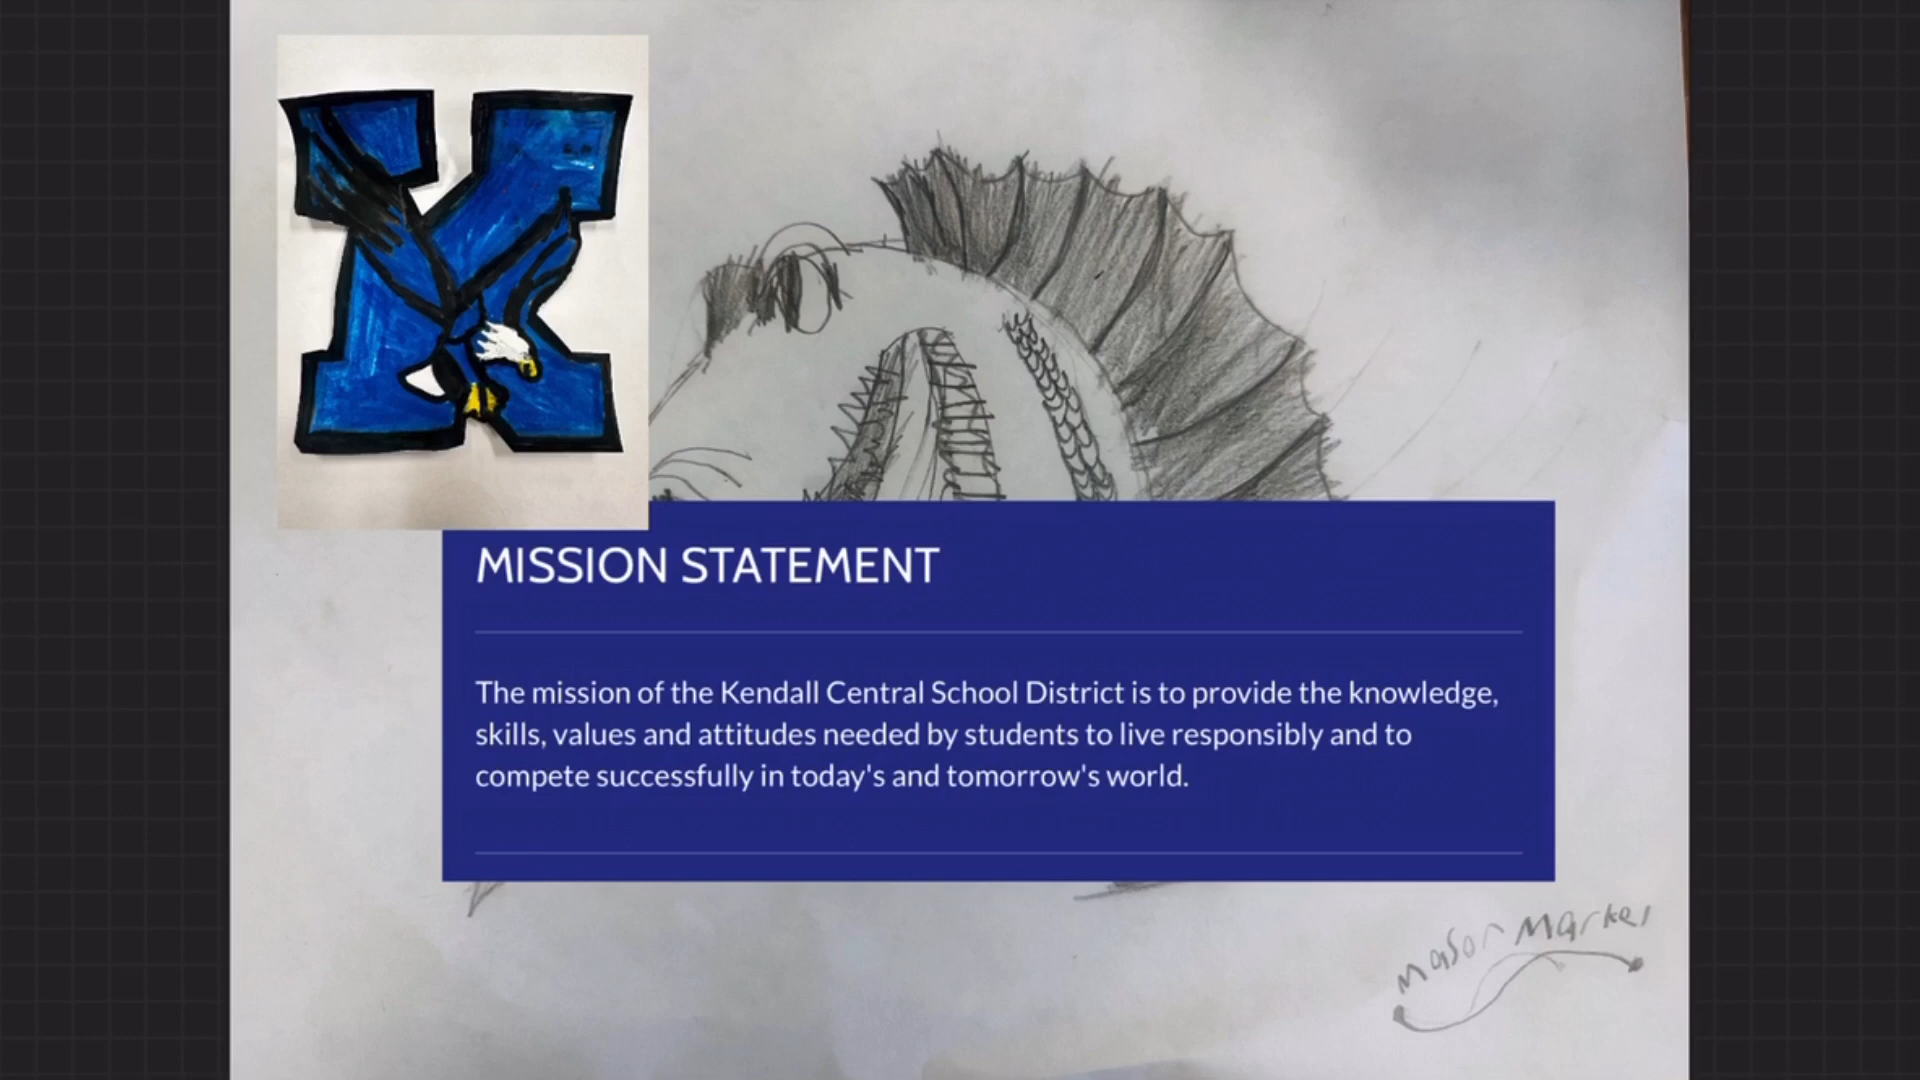 MISSION STATEMENT
The mission of the Kendall Central School District is to provide the knowledge,
skills, values and attitudes needed by students to live responsibly and to
compete successfully in today's and tomorrow's world.
Mason Marker